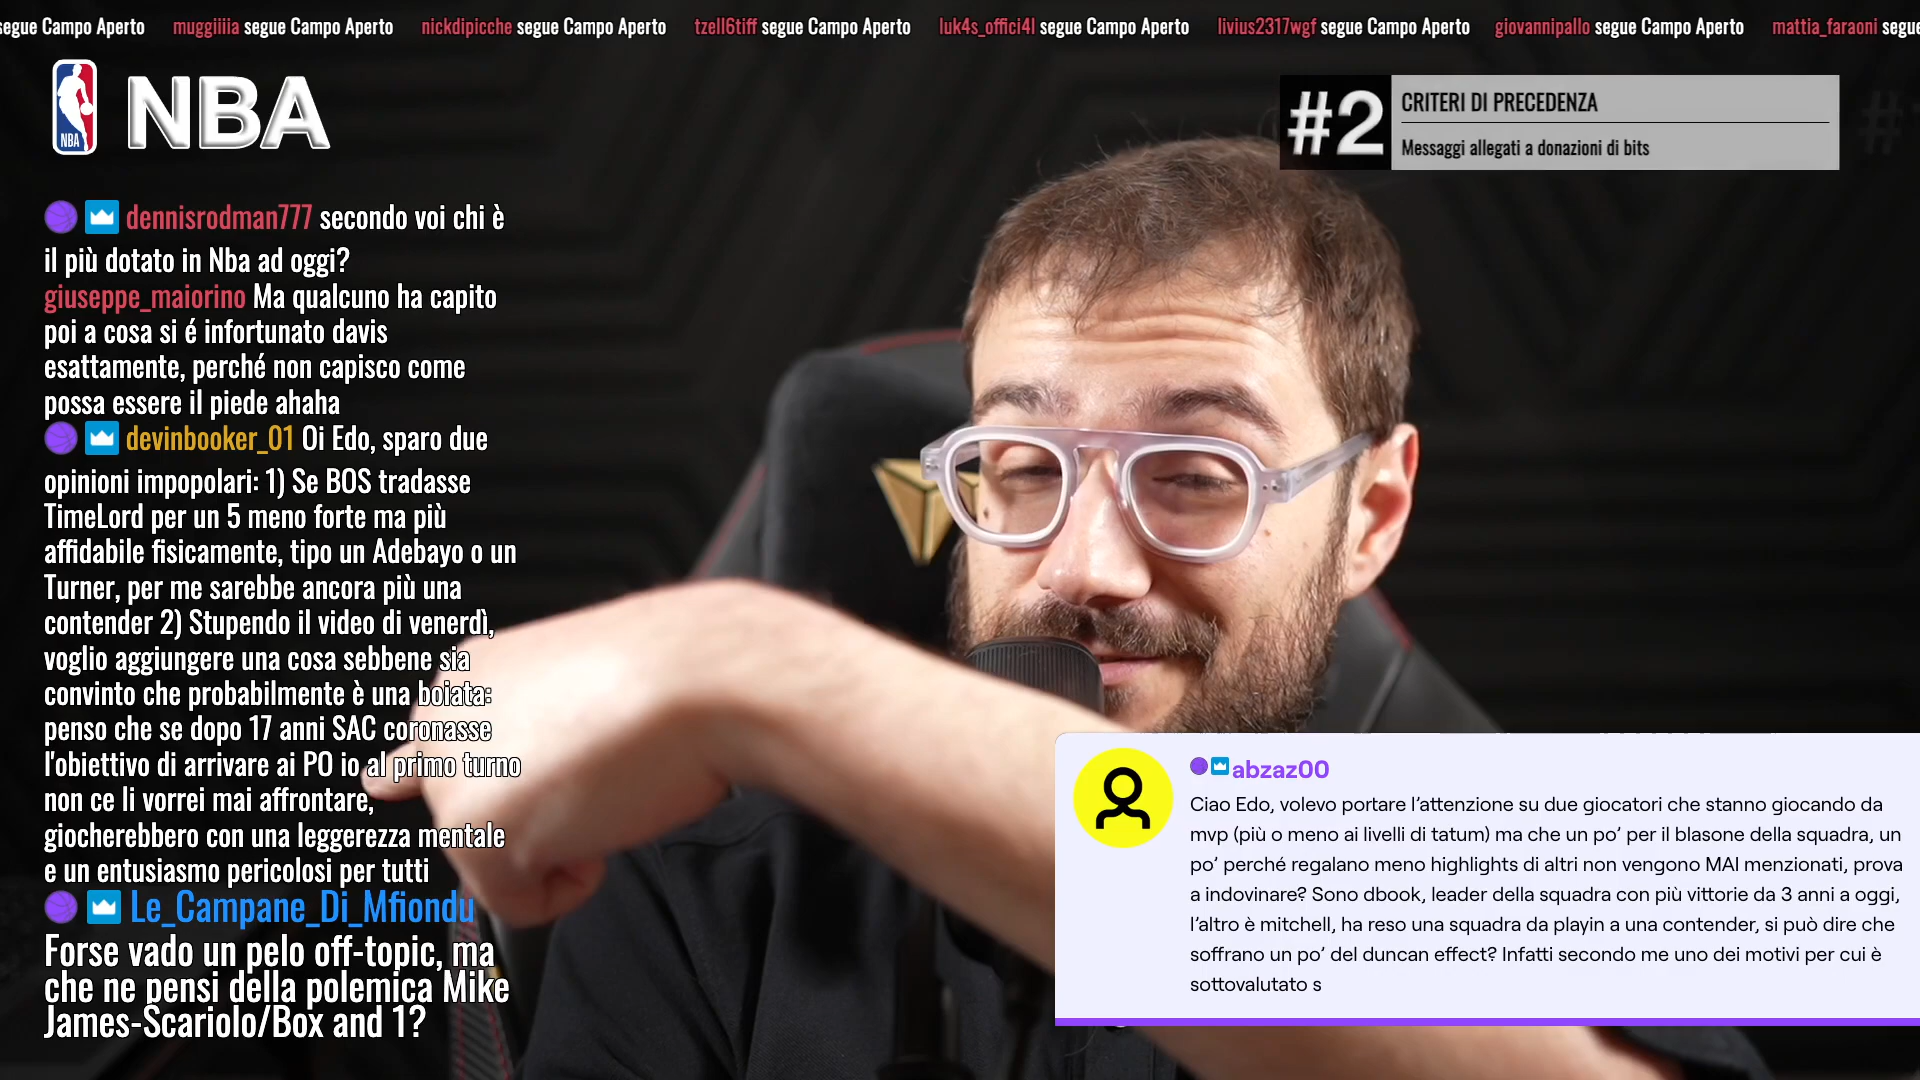 segue Campo Aperto muggiiiia segue Campo Aperto nickdipicche segue Campo Aperto tzell6tiff segue Campo Aperto luk4s_offici4l segue Campo Aperto livius2317wgf segue Campo Aperto giovannipallo segue Campo Aperto mattia_faraoni segue
NBA NBA
#2 CRITERI DI PRECEDENZA
Messaggi allegati a donazioni di bits
dennisrodman777 secondo voi chi è
il più dotato in Nba ad oggi?
giuseppe_maiorino Ma qualcuno ha capito
poi a cosa si é infortunato davis
esattamente, perché non capisco come
possa essere il piede ahaha
devinbooker_01 Oi Edo, sparo due
opinioni impopolari: 1) Se BOS tradasse
TimeLord per un 5 meno forte ma più
affidabile fisicamente, tipo un Adebayo o un
Turner, per me sarebbe ancora più una
contender 2) Stupendo il video di venerdì,
voglio aggiungere una cosa sebbene sia
convinto che probabilmente è una boiata:
penso che se dopo 17 anni SAC coronasse
l'obiettivo di arrivare ai PO io al primo turno
non ce li vorrei mai affrontare,
giocherebbero con una leggerezza mentale
e un entusiasmo pericolosi per tutti
Le_Campane_Di_Mfiondu
Forse vado un pelo off-topic, ma
che ne pensi della polemica Mike
James-Scariolo/Box and 1?
abzaz00
Ciao Edo, volevo portare l’attenzione su due giocatori che stanno giocando da
mvp (più o meno ai livelli di tatum) ma che un po’ per il blasone della squadra, un
po’ perché regalano meno highlights di altri non vengono MAI menzionati, prova
a indovinare? Sono dbook, leader della squadra con più vittorie da 3 anni a oggi,
l’altro è mitchell, ha reso una squadra da playin a una contender, si può dire che
soffrano un po’ del duncan effect? Infatti secondo me uno dei motivi per cui è
sottovalutato s